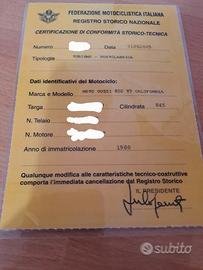 FEDERAZIONE MOTOCICLISTICA ITALIANA
REGISTRO STORICO NAZIONALE
CERTIFICAZIONE DI CONFORMITÀ STORICO-TECNICA
Numero Data
Tipologia
Dati identificativi del Motociclo:
Marca e Modello MOTO GUZZI 850 T3 CALIFORNIA
Targa Cilindrata 845
N. Telaio
N. Motore
Anno di immatricolazione 1980
Qualunque modifica alle caratteristiche tecnico-costruttive
comporta l'immediata cancellazione dal Registro Storico
IL PRESIDENTE
subito